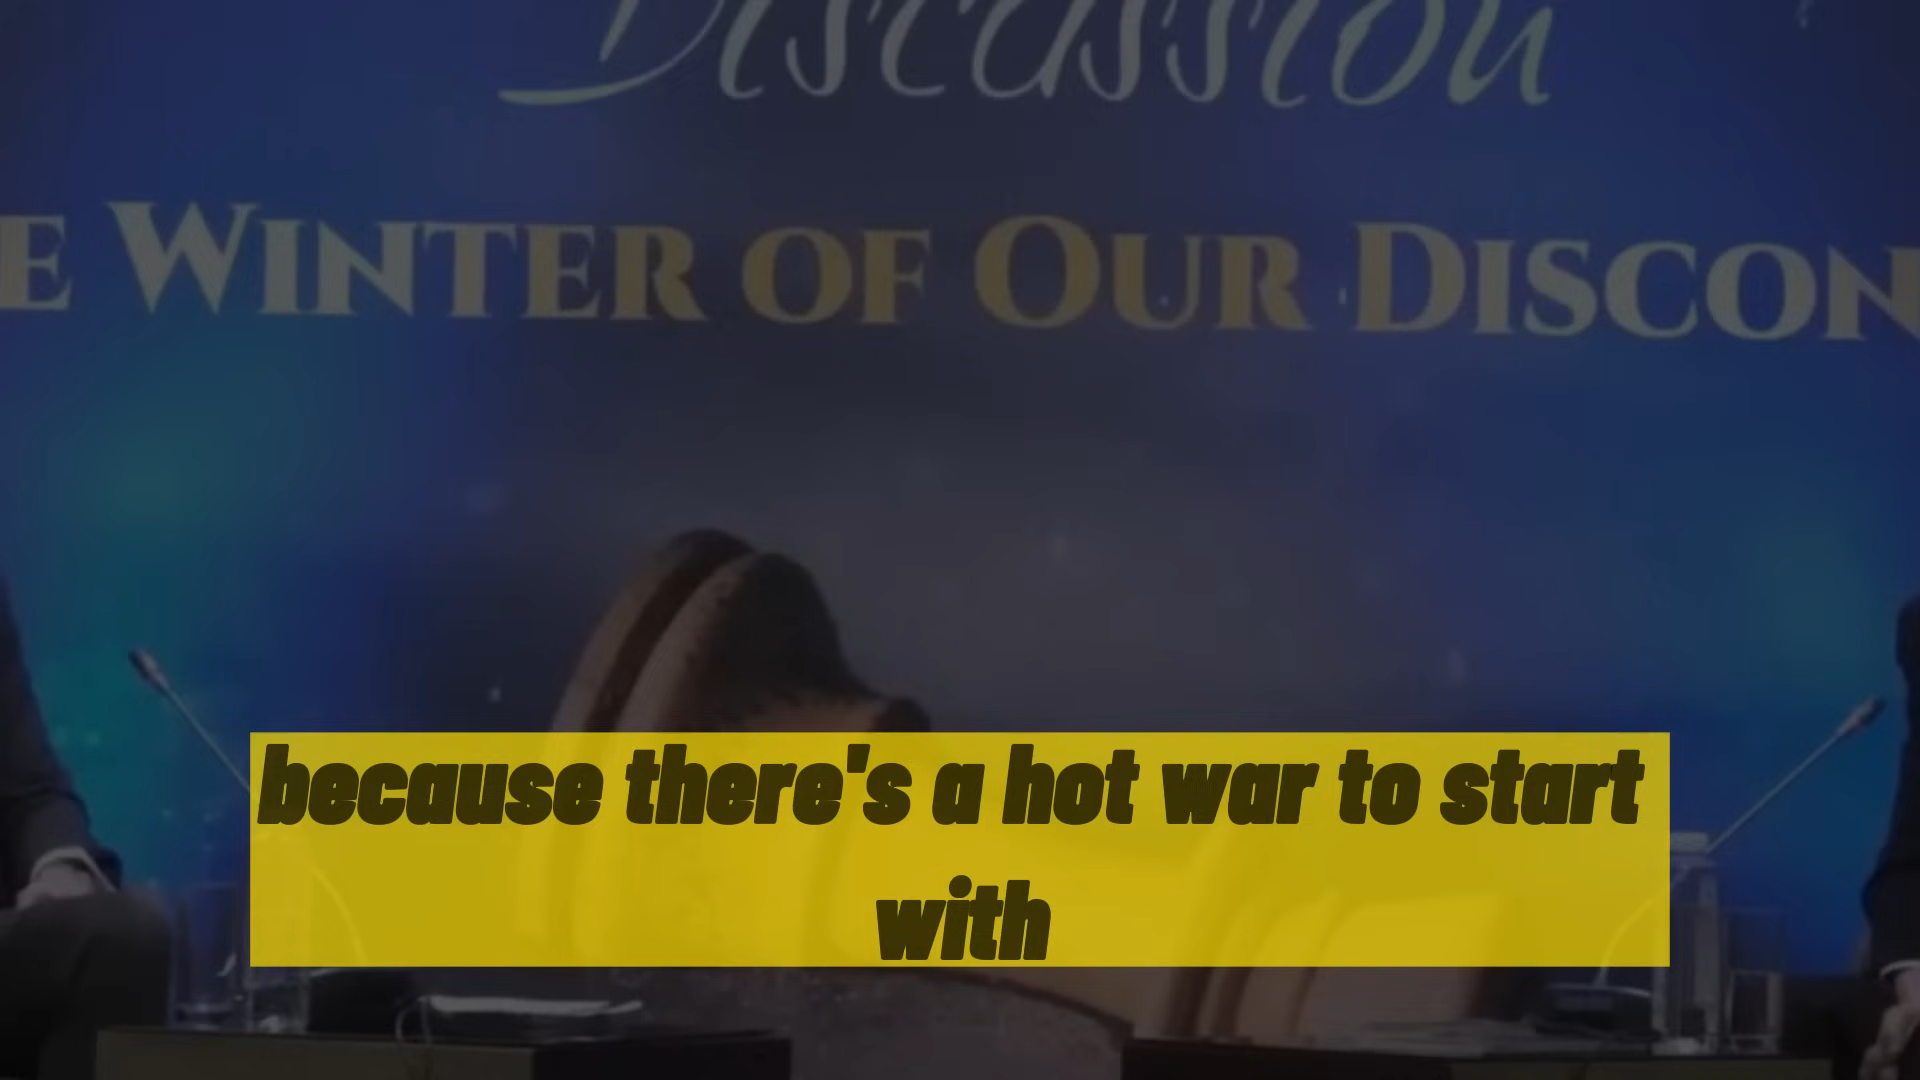 Discussion
E WINTER OF OUR DISCON
because there's a hot war to start
with